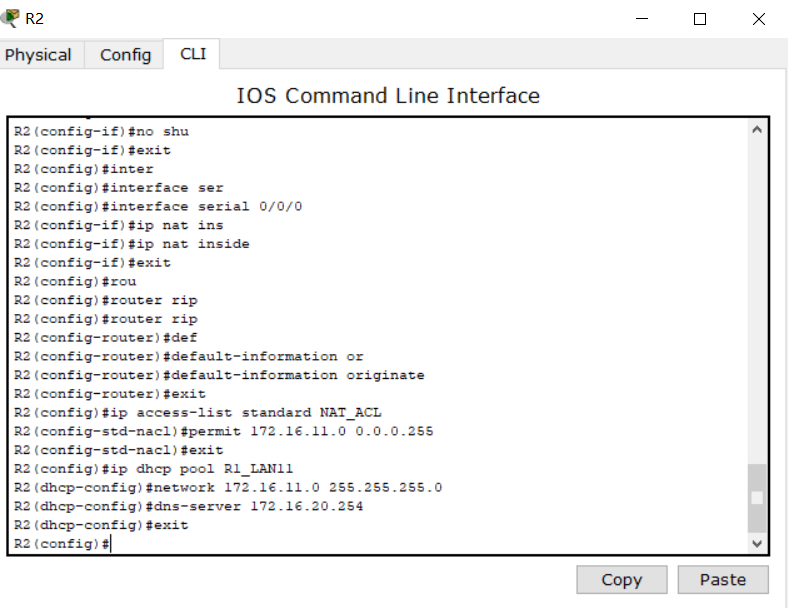 R2
Physical Config CLI
IOS Command Line Interface
R2(config-if)#no shu
R2(config-if)#exit
R2(config)#inter
R2(config)#interface ser
R2(config)#interface serial 0/0/0
R2(config-if)#ip nat ins
R2(config-if)#ip nat inside
R2(config-if)#exit
R2(config)#rou
R2(config)#router rip
R2(config)#router rip
R2(config-router)#def
R2(config-router)#default-information or
R2(config-router)#default-information originate
R2(config-router)#exit
R2(config)#ip access-list standard NAT_ACL
R2(config-std-nacl)#permit 172.16.11.0 0.0.0.255
R2(config-std-nacl)#exit
R2(config)#ip dhcp pool R1_LAN11
R2(dhcp-config)#network 172.16.11.0 255.255.255.0
R2(dhcp-config)#dns-server 172.16.20.254
R2(dhcp-config)#exit
R2(config)#
Copy Paste